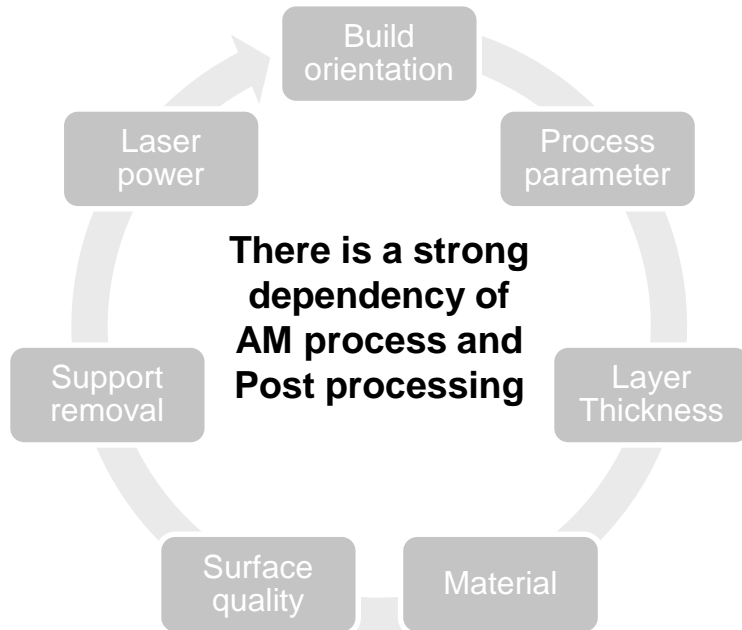 Build
orientation
Process
parameter
Layer
Thickness
Material
Surface
quality
Support
removal
Laser
power
There is a strong
dependency of
AM process and
Post processing